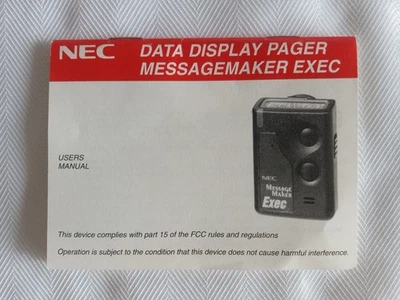 NEC DATA DISPLAY PAGER
MESSAGEMAKER EXEC
USERS
MANUAL
NEC
MESSAGE
MAKER
Exec
This device complies with part 15 of the FCC rules and regulations
Operation is subject to the condition that this device does not cause harmful interference.